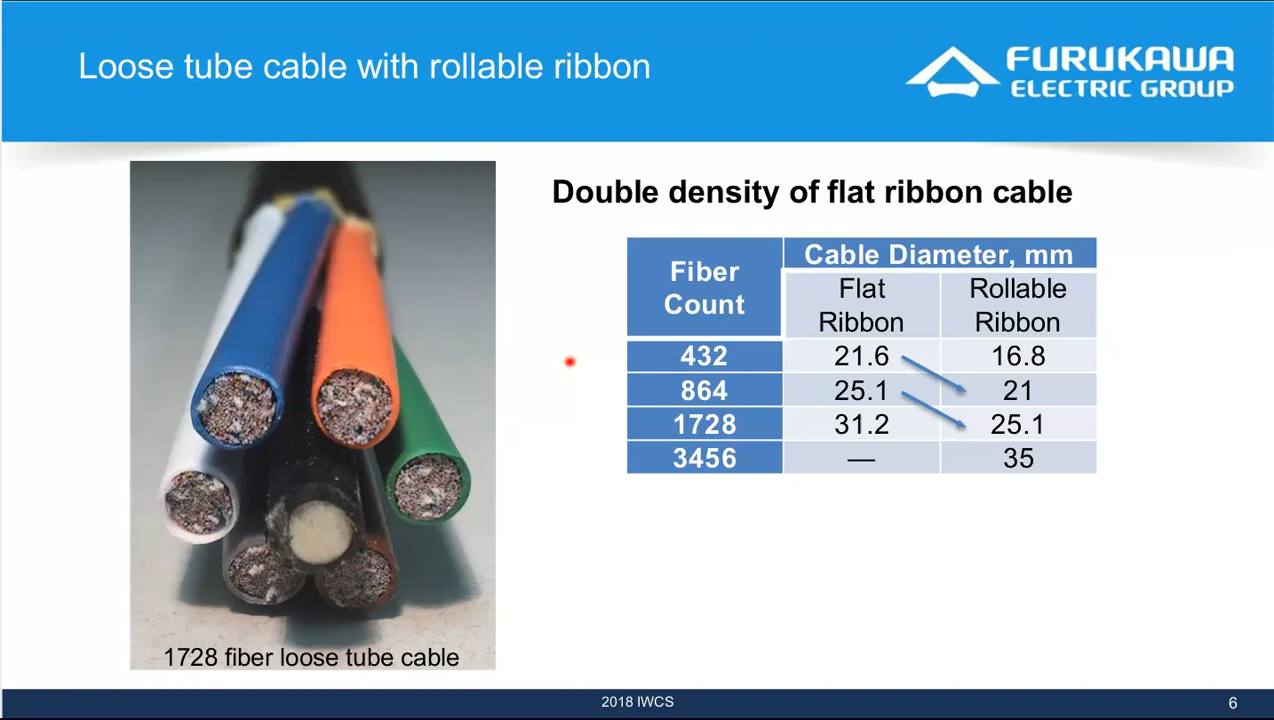 Loose tube cable with rollable ribbon
FURUKAWA
ELECTRIC GROUP
Double density of flat ribbon cable
Fiber Count
Cable Diameter, mm
Flat Ribbon
Rollable Ribbon
432 21.6 16.8
864 25.1 21
1728 31.2 25.1
3456 — 35
1728 fiber loose tube cable
2018 IWCS
6